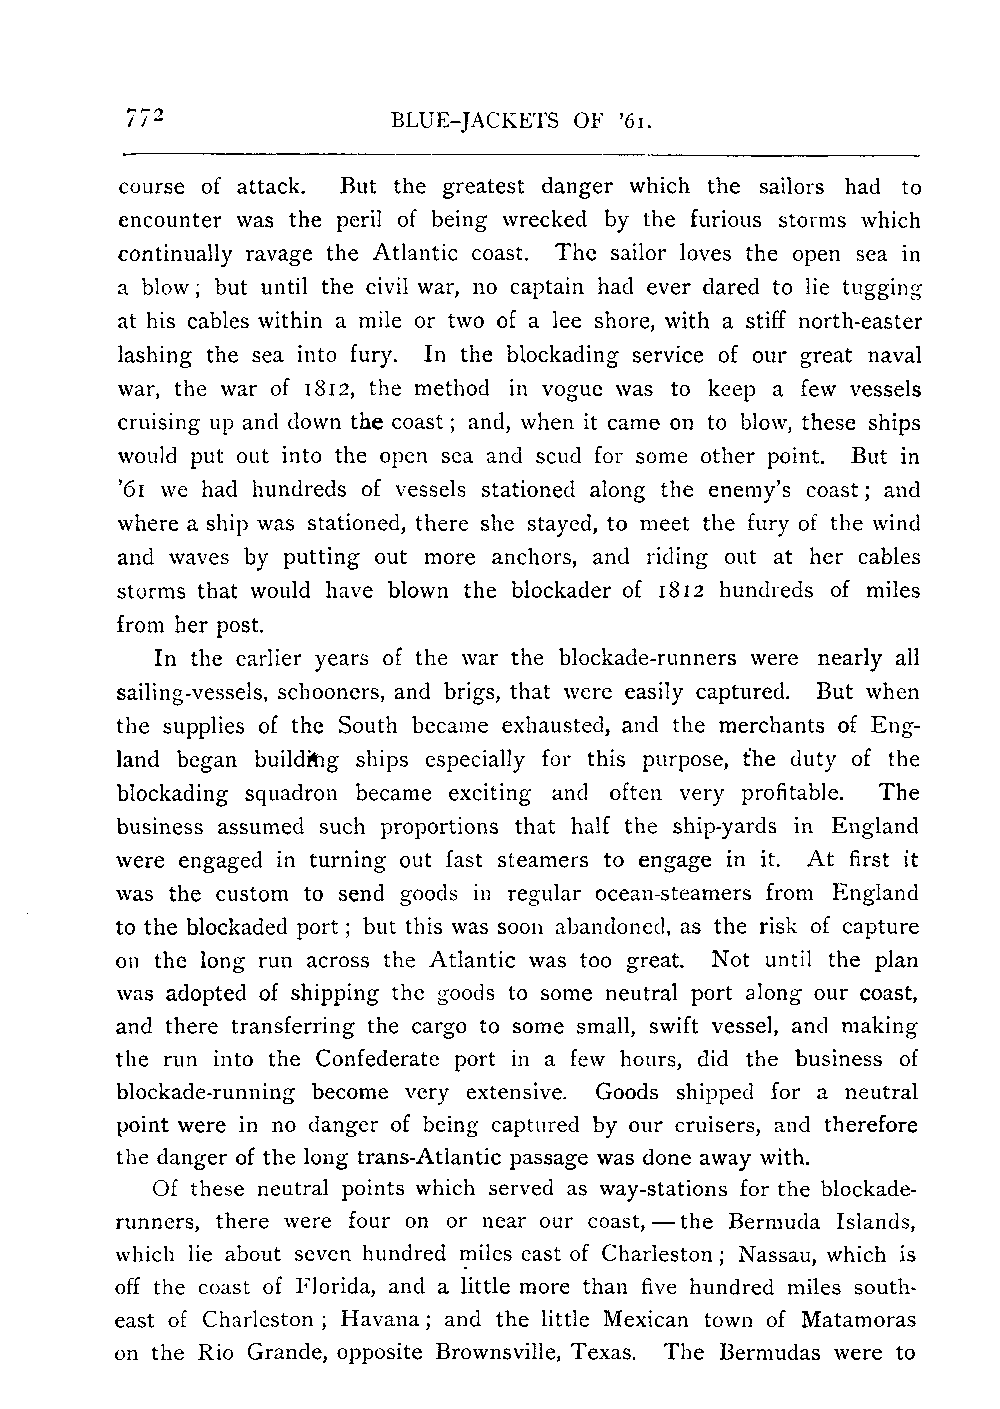 772 BLUE-JACKETS OF ’61.
course of attack. But the greatest danger which the sailors had to
encounter was the peril of being wrecked by the furious storms which
continually ravage the Atlantic coast. The sailor loves the open sea in
a blow; but until the civil war, no captain had ever dared to lie tugging
at his cables within a mile or two of a lee shore, with a stiff north-easter
lashing the sea into fury. In the blockading service of our great naval
war, the war of 1812, the method in vogue was to keep a few vessels
cruising up and down the coast; and, when it came on to blow, these ships
would put out into the open sea and scud for some other point. But in
’61 we had hundreds of vessels stationed along the enemy's coast; and
where a ship was stationed, there she stayed, to meet the fury of the wind
and waves by putting out more anchors, and riding out at her cables
storms that would have blown the blockader of 1812 hundreds of miles
from her post.
In the earlier years of the war the blockade-runners were nearly all
sailing-vessels, schooners, and brigs, that were easily captured. But when
the supplies of the South became exhausted, and the merchants of Eng-
land began building ships especially for this purpose, the duty of the
blockading squadron became exciting and often very profitable. The
business assumed such proportions that half the ship-yards in England
were engaged in turning out fast steamers to engage in it. At first it
was the custom to send goods in regular ocean-steamers from England
to the blockaded port; but this was soon abandoned, as the risk of capture
on the long run across the Atlantic was too great. Not until the plan
was adopted of shipping the goods to some neutral port along our coast,
and there transferring the cargo to some small, swift vessel, and making
the run into the Confederate port in a few hours, did the business of
blockade-running become very extensive. Goods shipped for a neutral
point were in no danger of being captured by our cruisers, and therefore
the danger of the long trans-Atlantic passage was done away with.
Of these neutral points which served as way-stations for the blockade-
runners, there were four on or near our coast, — the Bermuda Islands,
which lie about seven hundred miles east of Charleston; Nassau, which is
off the coast of Florida, and a little more than five hundred miles south-
east of Charleston; Havana; and the little Mexican town of Matamoras
on the Rio Grande, opposite Brownsville, Texas. The Bermudas were to